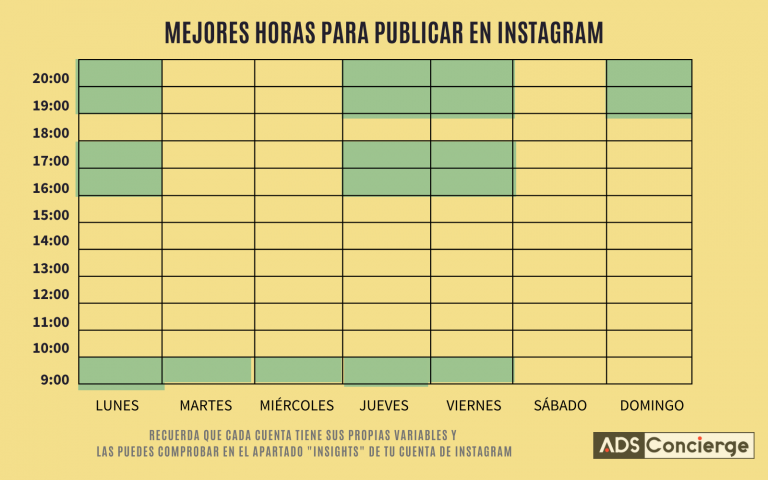 MEJORES HORAS PARA PUBLICAR EN INSTAGRAM
20:00
19:00
18:00
17:00
16:00
15:00
14:00
13:00
12:00
11:00
10:00
9:00
LUNES MARTES MIÉRCOLES JUEVES VIERNES SÁBADO DOMINGO
RECUERDA QUE CADA CUENTA TIENE SUS PROPIAS VARIABLES Y
LAS PUEDES COMPROBAR EN EL APARTADO "INSIGHTS" DE TU CUENTA DE INSTAGRAM
ADS Concierge